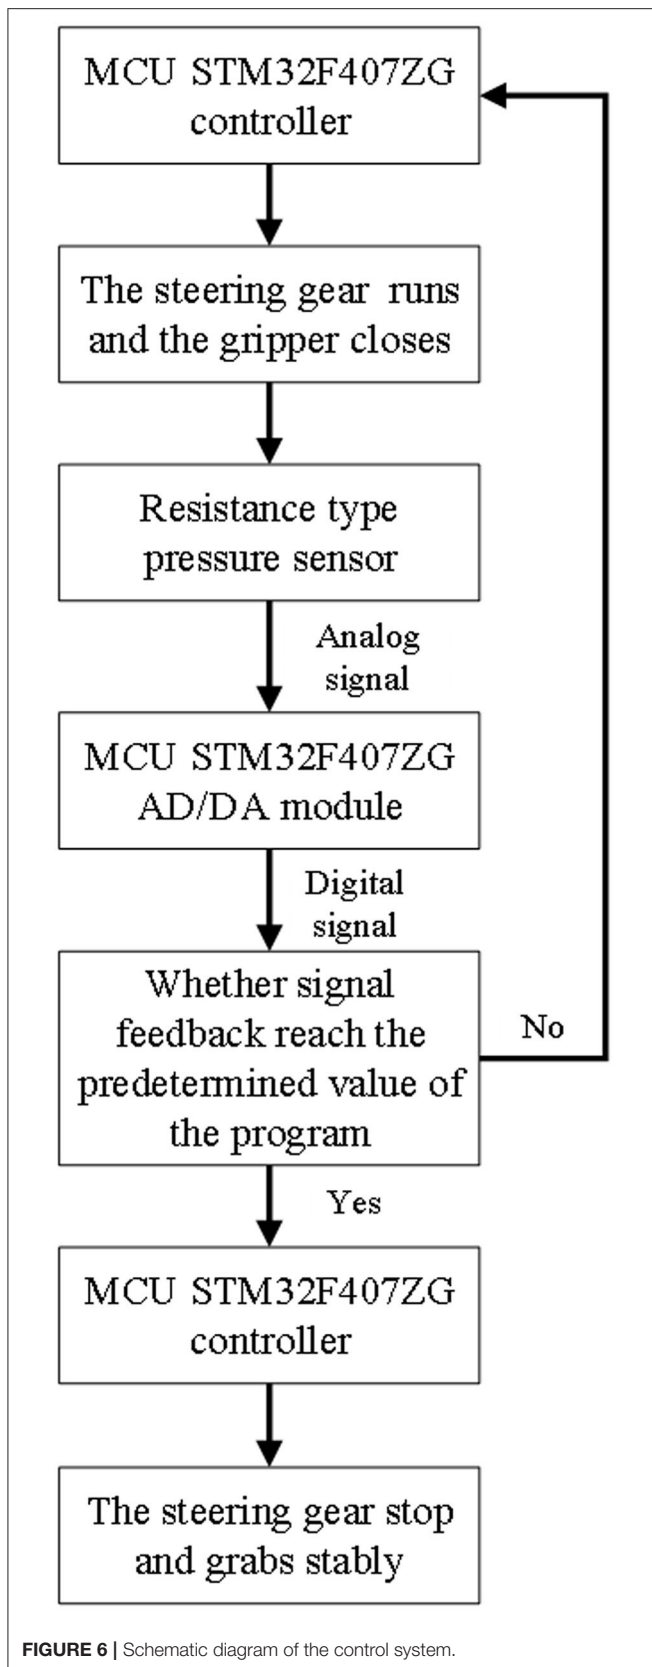 MCU STM32F407ZG
controller
The steering gear runs
and the gripper closes
Resistance type
pressure sensor
Analog
signal
MCU STM32F407ZG
AD/DA module
Digital
signal
Whether signal
feedback reach the
predetermined value of
the program
No
Yes
MCU STM32F407ZG
controller
The steering gear stop
and grabs stably
FIGURE 6 | Schematic diagram of the control system.